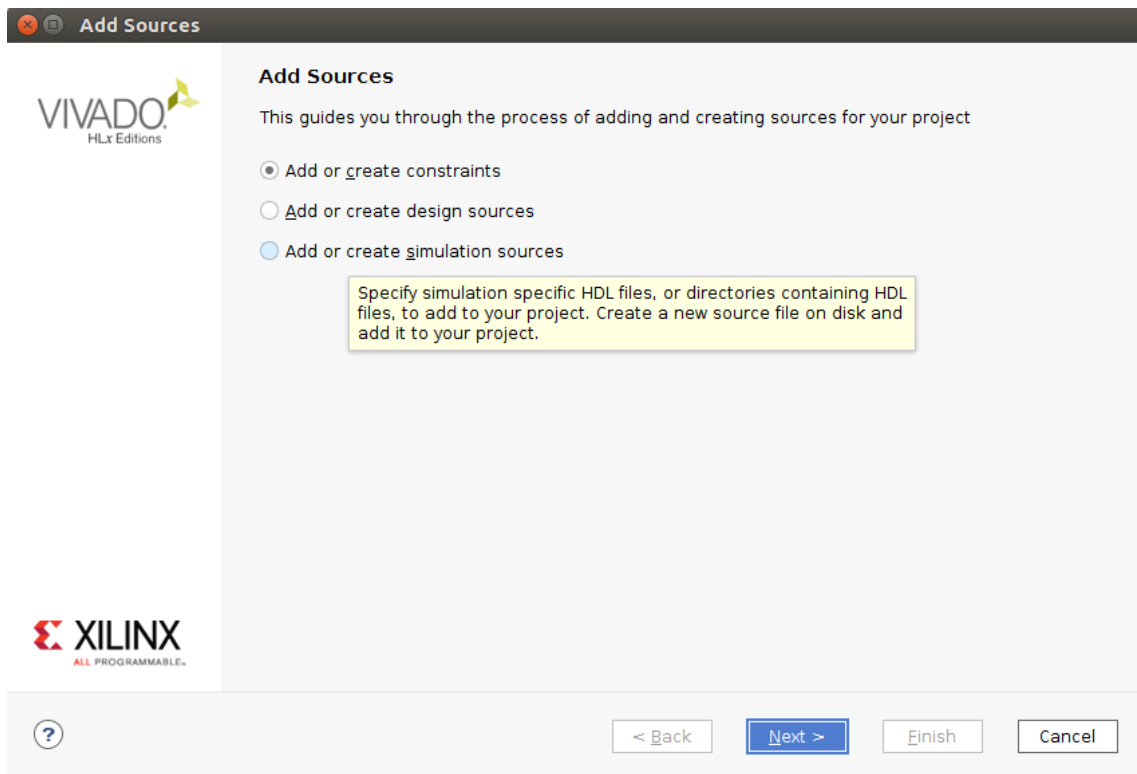 Add Sources
VIVADO.
HLx Editions
Add Sources
This guides you through the process of adding and creating sources for your project
Add or create constraints
Add or create design sources
Add or create simulation sources
Specify simulation specific HDL files, or directories containing HDL
files, to add to your project. Create a new source file on disk and
add it to your project.
XILINX
ALL PROGRAMMABLE™
?
< Back
Next >
Finish
Cancel